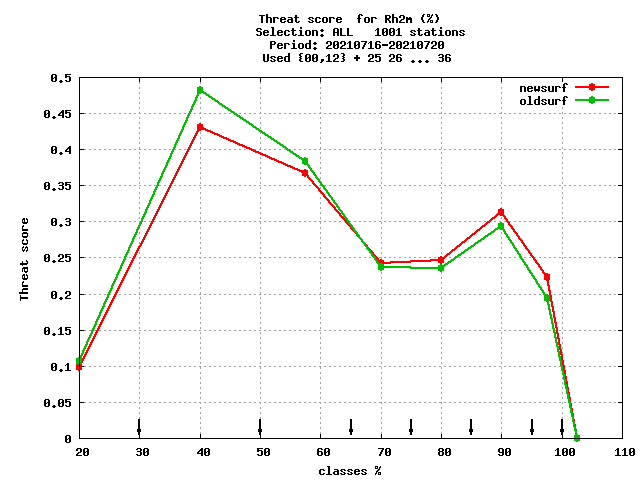 Threat score  for Rh2m (%)
Selection: ALL   1001 stations
Period: 20210716-20210720
Used {00,12} + 25 26 ... 36
newsurf
oldsurf
0.5
0.45
0.4
0.35
0.3
0.25
0.2
0.15
0.1
0.05
0
Threat score
20 30 40 50 60 70 80 90 100 110
classes %